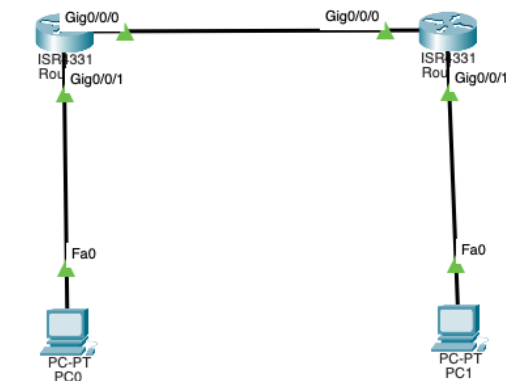 Gig0/0/0
Gig0/0/0
ISR4331
Rou
Gig0/0/1
ISR4331
Rou
Gig0/0/1
Fa0
Fa0
PC-PT
PC0
PC-PT
PC1